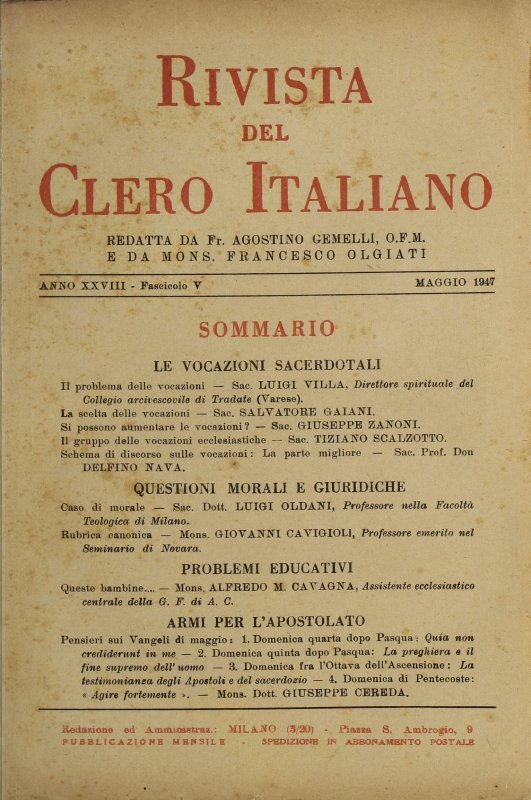 RIVISTA
DEL
CLERO ITALIANO
REDATTA DA Fr. AGOSTINO GEMELLI, O.F.M.
E DA MONS. FRANCESCO OLGIATI
ANNO XXVIII - Fascicolo V MAGGIO 1947
SOMMARIO
LE VOCAZIONI SACERDOTALI
Il problema delle vocazioni — Sac. LUIGI VILLA, Direttore spirituale del
Collegio arcivescovile di Tradate (Varese).
La scelta delle vocazioni — Sac. SALVATORE GAIANI.
Si possono aumentare le vocazioni? — Sac. GIUSEPPE ZANONI.
Il gruppo delle vocazioni ecclesiastiche — Sac. TIZIANO SCALZOTTO.
Schema di discorso sulle vocazioni: La parte migliore — Sac. Prof. Don
DELFINO NAVA.
QUESTIONI MORALI E GIURIDICHE
Caso di morale — Sac. Dott. LUIGI OLDANI, Professore nella Facoltà
Teologica di Milano.
Rubrica canonica — Mons. GIOVANNI CAVIGIOLI, Professore emerito nel
Seminario di Novara.
PROBLEMI EDUCATIVI
Queste bambine.... — Mons. ALFREDO M. CAVAGNA, Assistente ecclesiastico
centrale della G. F. di A. C.
ARMI PER L'APOSTOLATO
Pensieri sui Vangeli di maggio: 1. Domenica quarta dopo Pasqua: Quia non
crediderunt in me — 2. Domenica quinta dopo Pasqua: La preghiera e il
fine supremo dell'uomo — 3. Domenica fra l'Ottava dell'Ascensione: La
testimonianza degli Apostoli e del sacerdozio — 4. Domenica di Pentecoste:
« Agire fortemente ». — Mons. Dott. GIUSEPPE CEREDA.
Redazione ed Amministraz.: MILANO (3/20) - Piazza S. Ambrogio, 9
PUBBLICAZIONE MENSILE - SPEDIZIONE IN ABBONAMENTO POSTALE